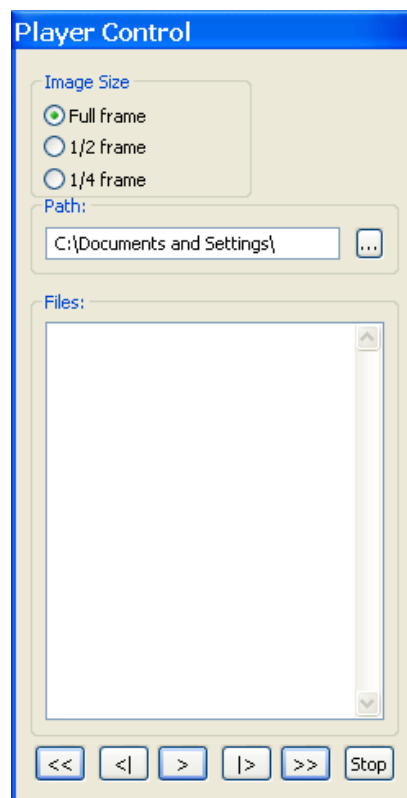 Player Control
Image Size
Full frame
1/2 frame
1/4 frame
Path:
C:\Documents and Settings\ ...
Files:
<< <| > |> >> Stop